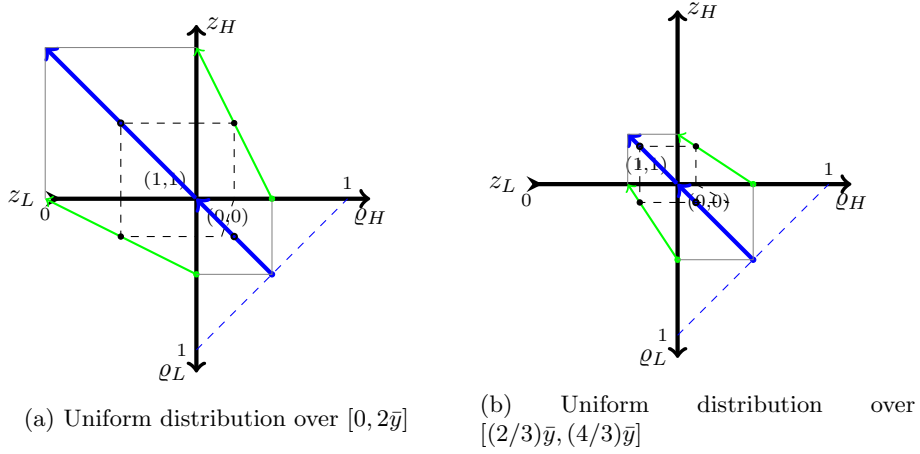 z_H
(1,1)
z_L
0
1
ϱ_H
(0,0)
1
ϱ_L
(a) Uniform distribution over [0, 2ȳ]
z_H
(1,1)
z_L
0
1
ϱ_H
(0,0)
1
ϱ_L
(b) Uniform distribution over
[(2/3)ȳ, (4/3)ȳ]